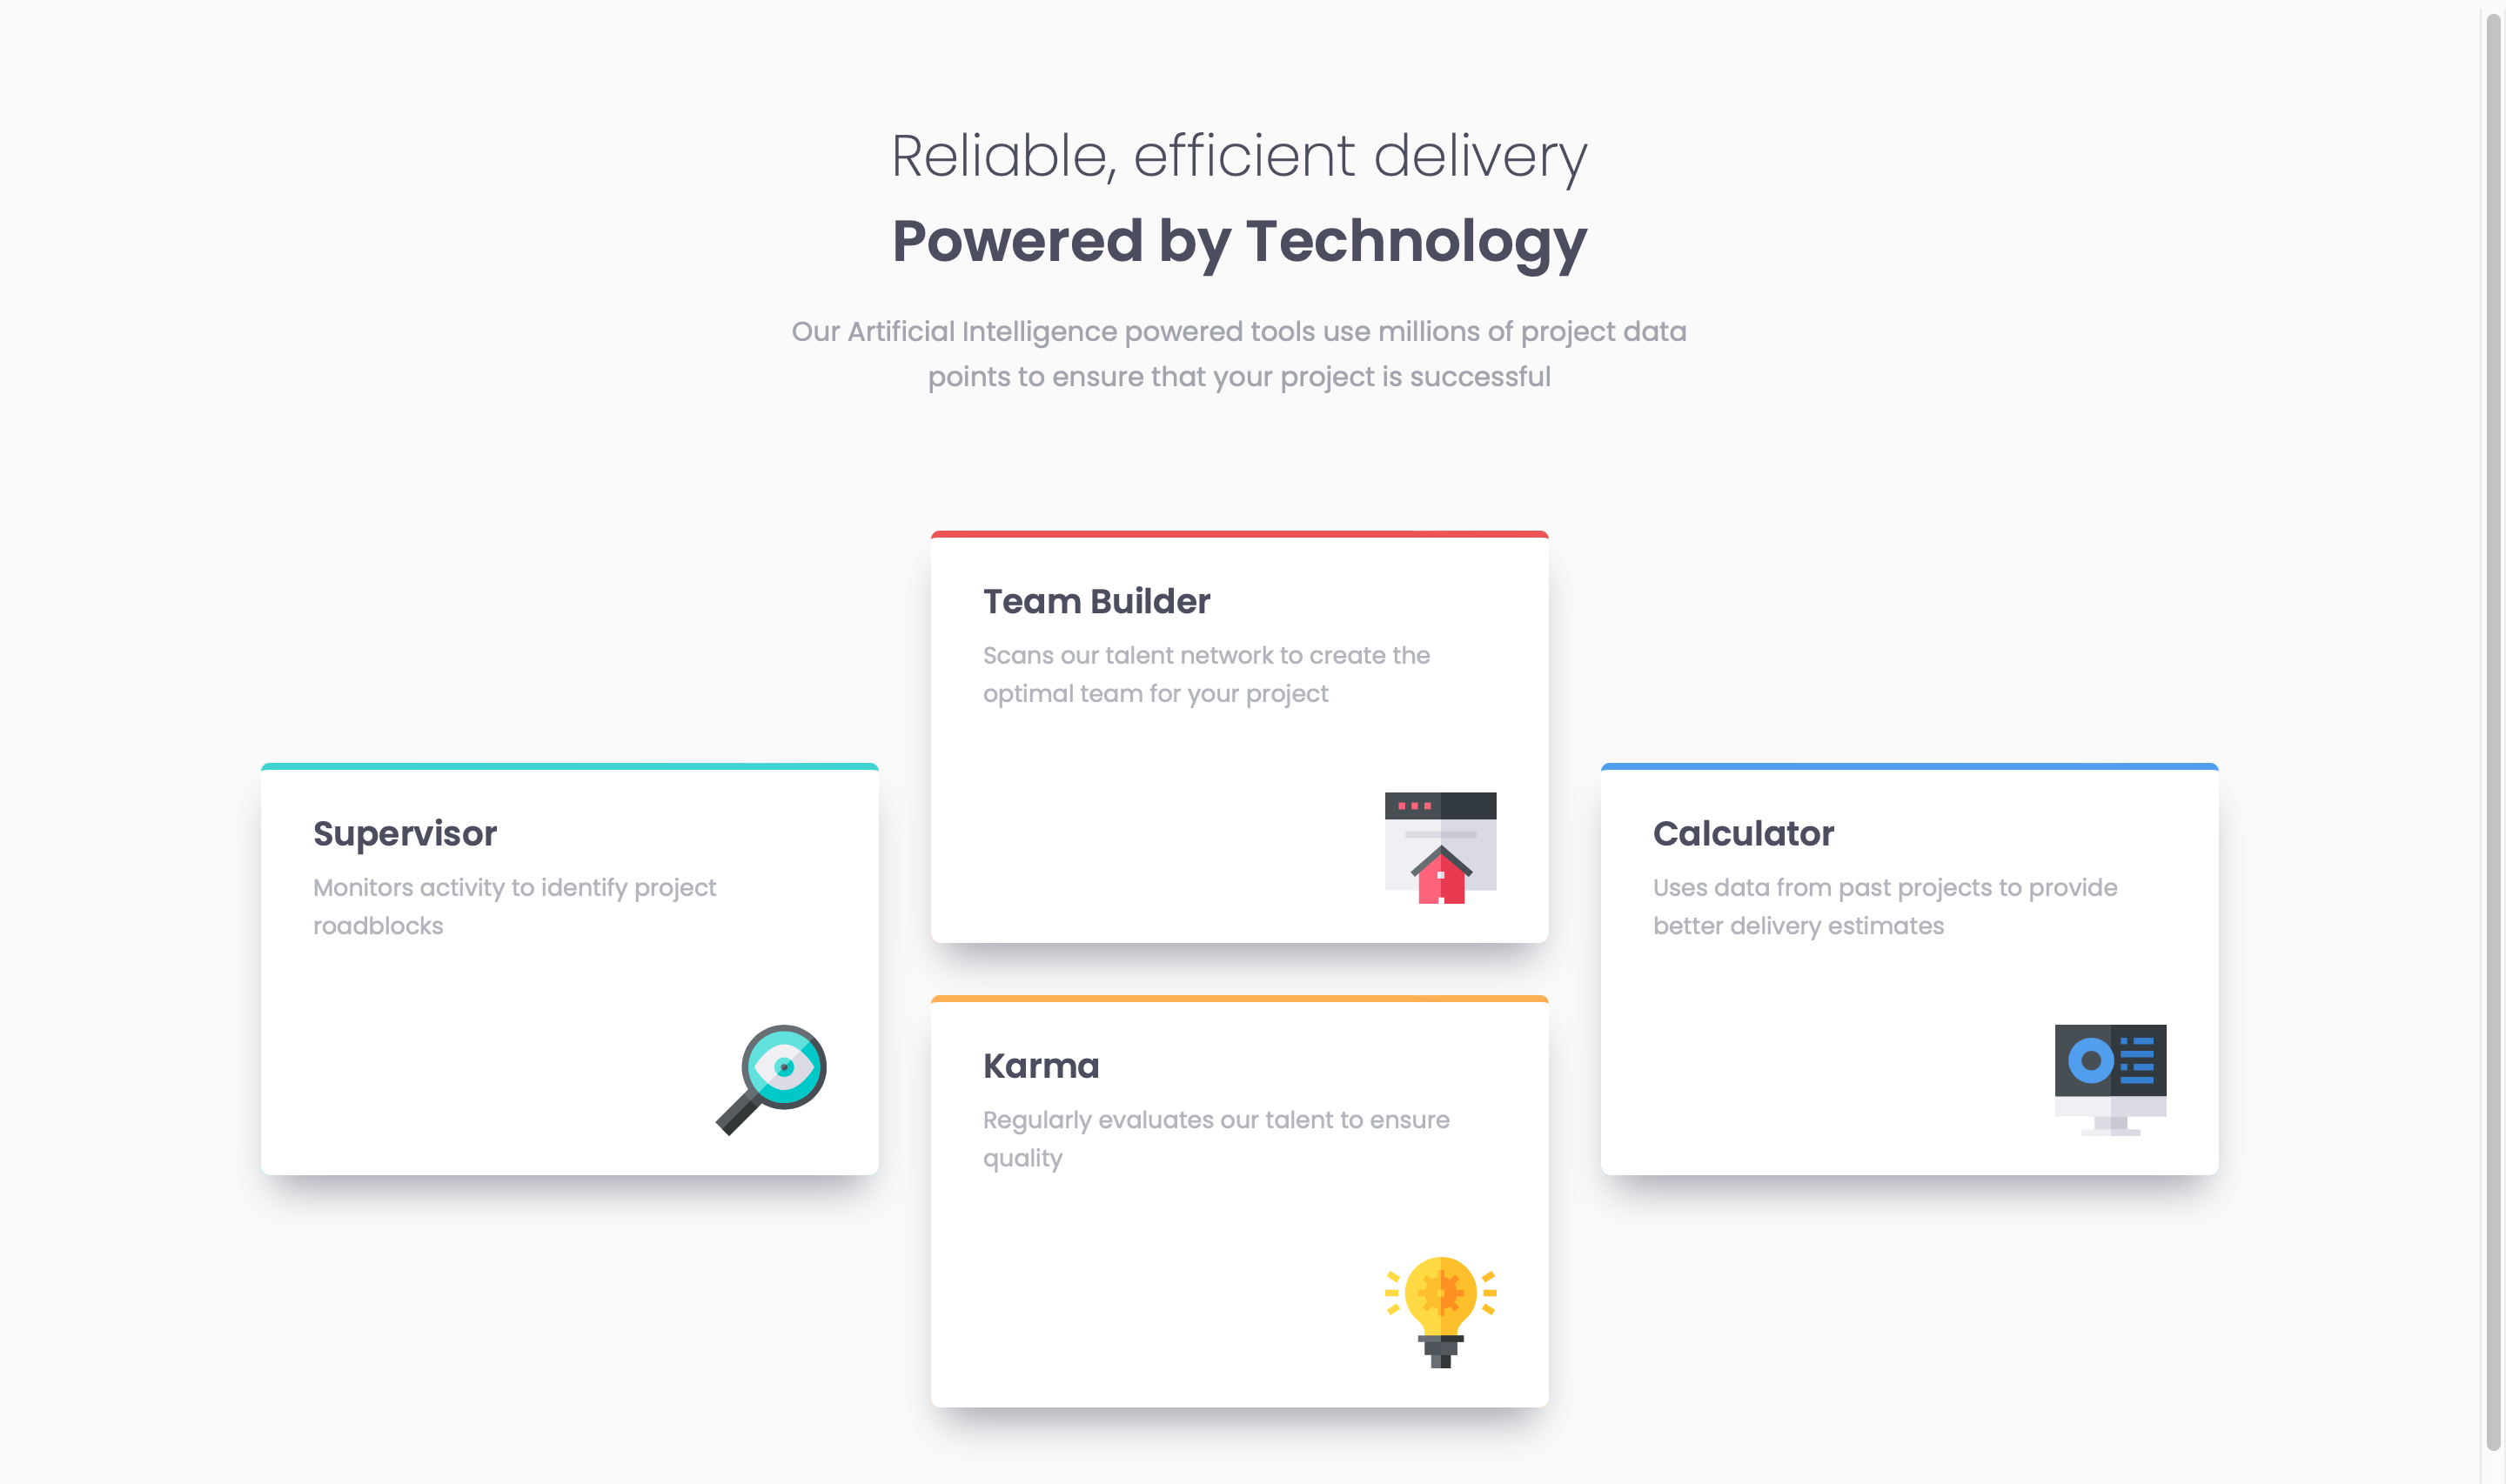 Reliable, efficient delivery
Powered by Technology
Our Artificial Intelligence powered tools use millions of project data
points to ensure that your project is successful
Team Builder
Scans our talent network to create the
optimal team for your project
Supervisor
Monitors activity to identify project
roadblocks
Calculator
Uses data from past projects to provide
better delivery estimates
Karma
Regularly evaluates our talent to ensure
quality